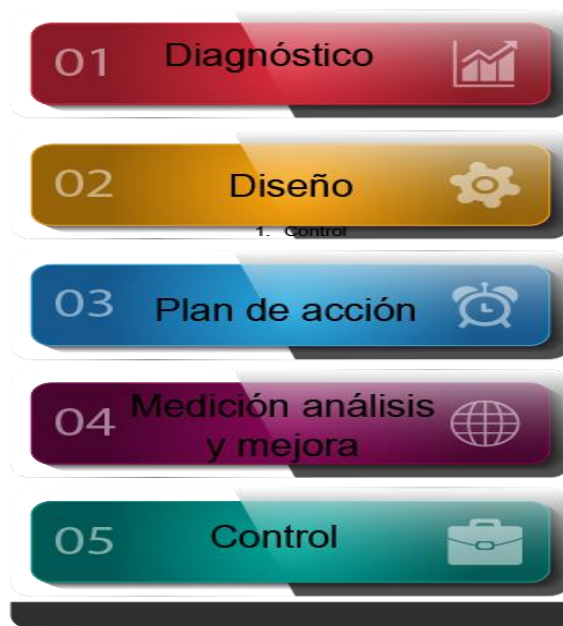 01 Diagnóstico
02 Diseño
1. Control
03 Plan de acción
04 Medición análisis
y mejora
05 Control